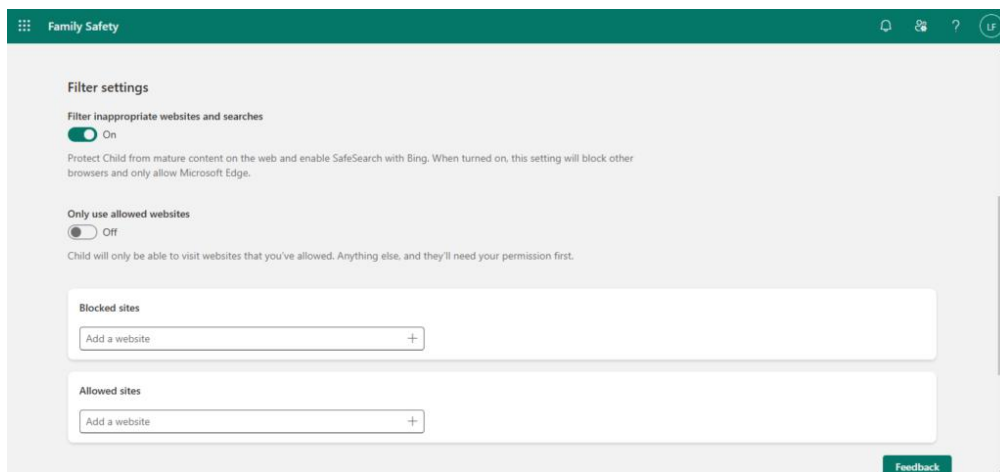 Family Safety
?
LF
Filter settings
Filter inappropriate websites and searches
On
Protect Child from mature content on the web and enable SafeSearch with Bing. When turned on, this setting will block other
browsers and only allow Microsoft Edge.
Only use allowed websites
Off
Child will only be able to visit websites that you've allowed. Anything else, and they'll need your permission first.
Blocked sites
Add a website
Allowed sites
Add a website
Feedback